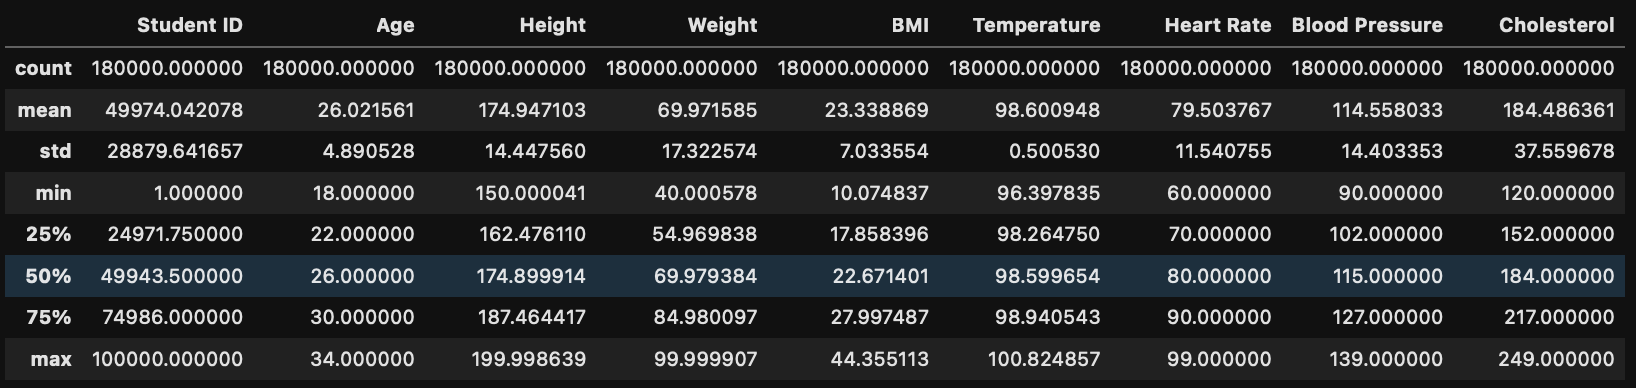 Student ID Age Height Weight BMI Temperature Heart Rate Blood Pressure Cholesterol
count 180000.000000 180000.000000 180000.000000 180000.000000 180000.000000 180000.000000 180000.000000 180000.000000 180000.000000
mean 49974.042078 26.021561 174.947103 69.971585 23.338869 98.600948 79.503767 114.558033 184.486361
std 28879.641657 4.890528 14.447560 17.322574 7.033554 0.500530 11.540755 14.403353 37.559678
min 1.000000 18.000000 150.000041 40.000578 10.074837 96.397835 60.000000 90.000000 120.000000
25% 24971.750000 22.000000 162.476110 54.969838 17.858396 98.264750 70.000000 102.000000 152.000000
50% 49943.500000 26.000000 174.899914 69.979384 22.671401 98.599654 80.000000 115.000000 184.000000
75% 74986.000000 30.000000 187.464417 84.980097 27.997487 98.940543 90.000000 127.000000 217.000000
max 100000.000000 34.000000 199.998639 99.999907 44.355113 100.824857 99.000000 139.000000 249.000000